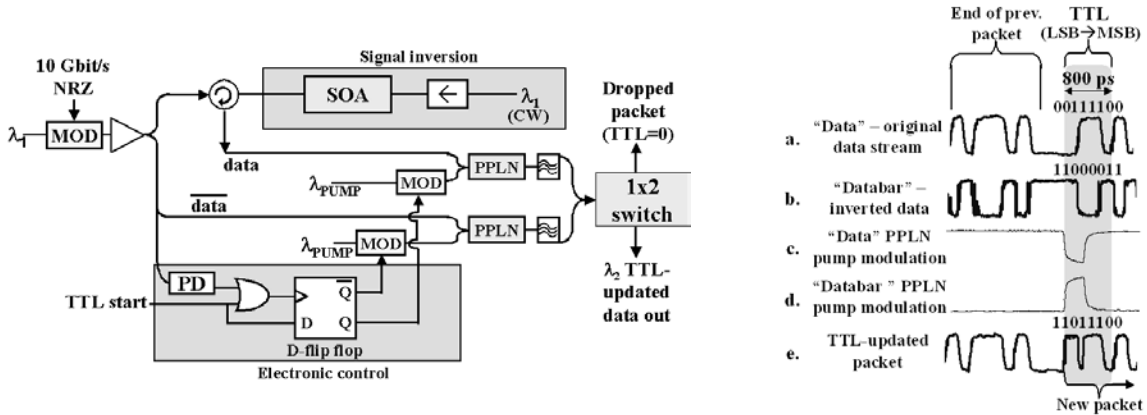 Signal inversion
10 Gbit/s
NRZ
λ1
MOD
SOA
λ1
(CW)
data
data
λPUMP
MOD
PPLN
λPUMP
MOD
PPLN
Dropped
packet
(TTL=0)
1x2
switch
λ2 TTL-
updated
data out
PD
TTL start
Q
D
Q
D-flip flop
Electronic control
End of prev.
packet
TTL
(LSB→MSB)
800 ps
00111100
a.
“Data” – original
data stream
11000011
b.
“Databar” –
inverted data
c.
“Data” PPLN
pump modulation
d.
“Databar ” PPLN
pump modulation
11011100
e.
TTL-updated
packet
New packet